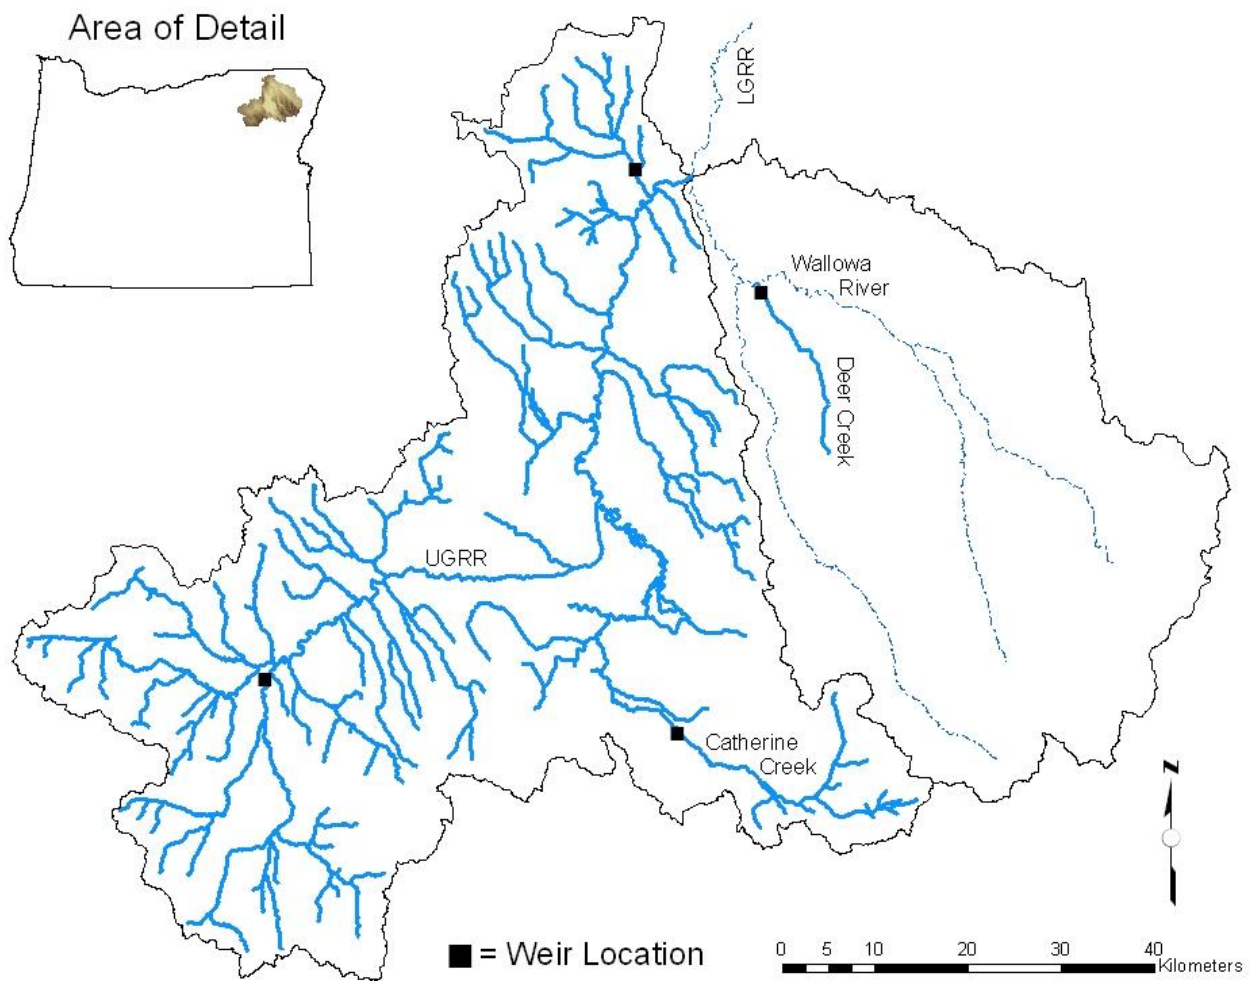 Area of Detail
LGRR
Wallowa
River
Deer Creek
UGRR
Catherine
Creek
N
= Weir Location
0 5 10 20 30 40
Kilometers